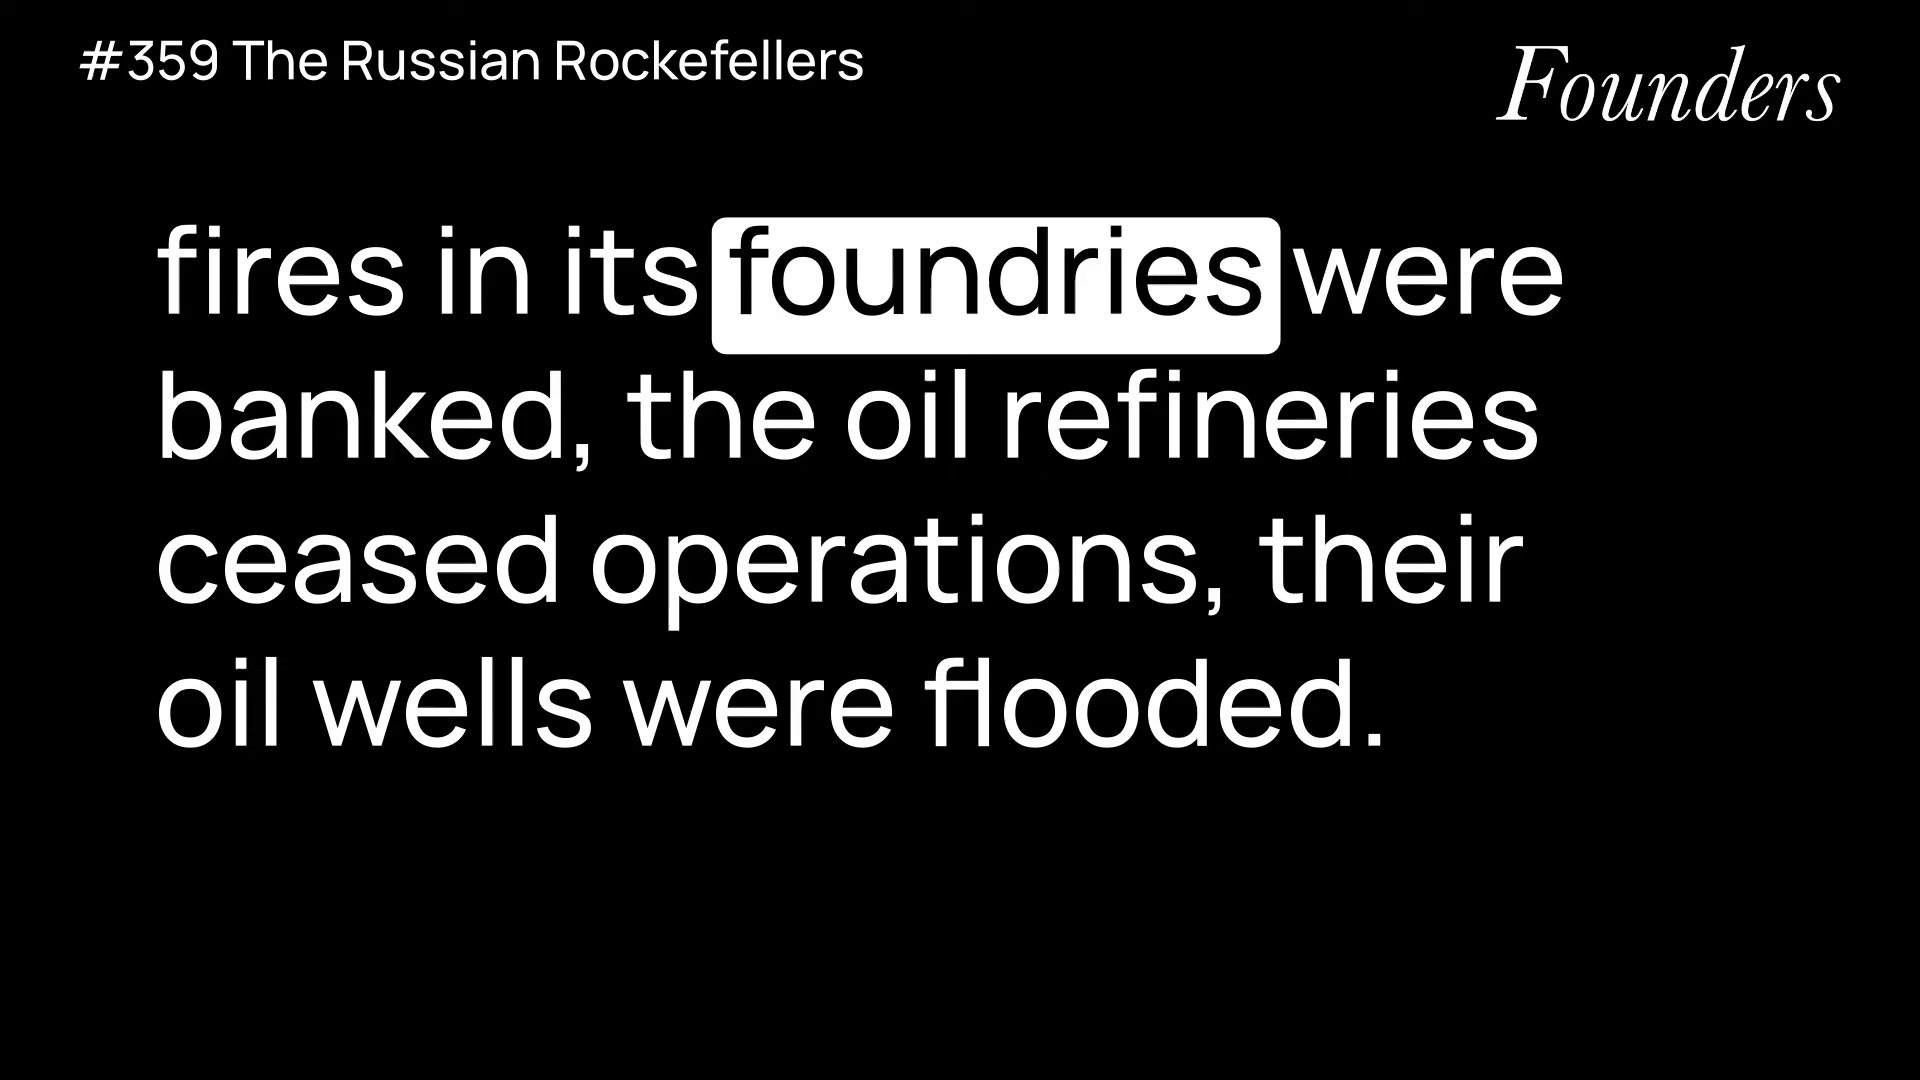 #359 The Russian Rockefellers
Founders
fires in its foundries were
banked, the oil refineries
ceased operations, their
oil wells were flooded.